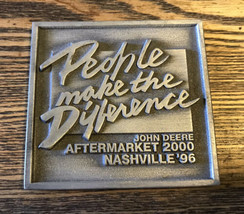 People
make the
Difference
JOHN DEERE
AFTERMARKET 2000
NASHVILLE '96